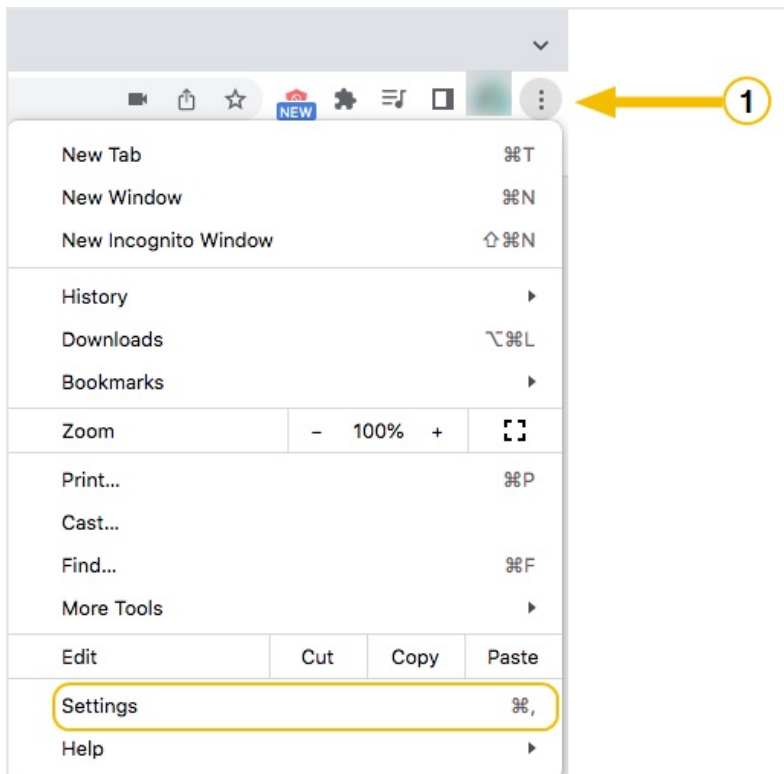 1
NEW
New Tab ⌘T
New Window ⌘N
New Incognito Window ⇧⌘N
History
Downloads ⌥⌘L
Bookmarks
Zoom - 100% +
Print... ⌘P
Cast...
Find... ⌘F
More Tools
Edit Cut Copy Paste
Settings ⌘,
Help